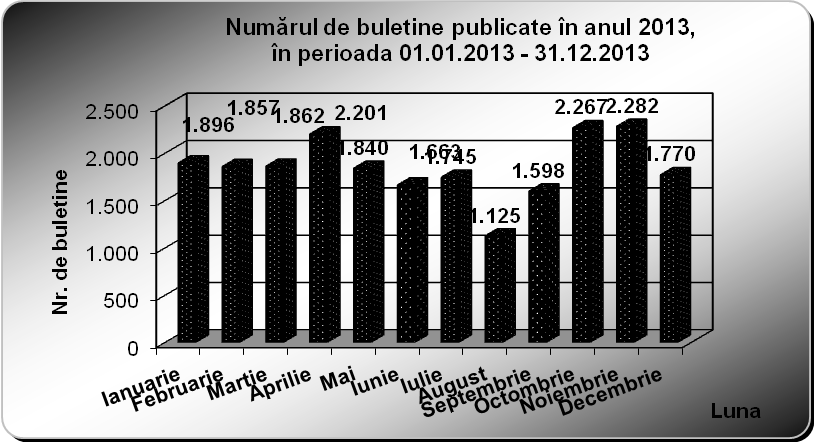 Numărul de buletine publicate în anul 2013,
în perioada 01.01.2013 - 31.12.2013
Nr. de buletine
2.500
2.000
1.500
1.000
500
0
1.896
1.857
1.862
2.201
1.840
1.663
1.745
1.125
1.598
2.267
2.282
1.770
Ianuarie
Februarie
Martie
Aprilie
Mai
Iunie
Iulie
August
Septembrie
Octombrie
Noiembrie
Decembrie
Luna